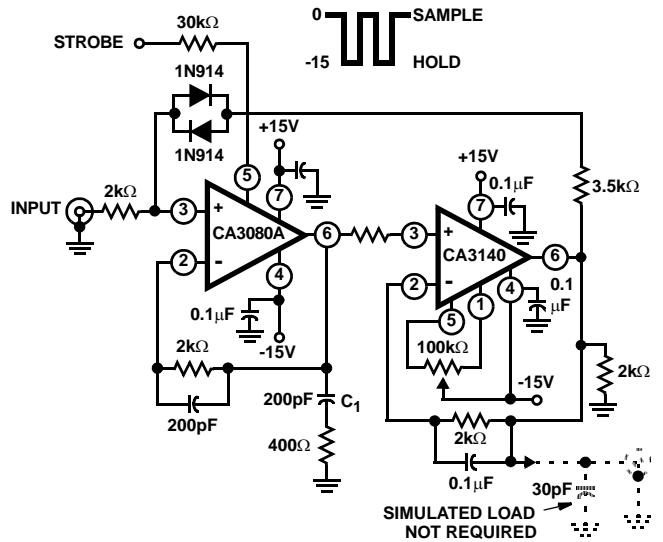 30kΩ
STROBE
0
SAMPLE
-15
HOLD
1N914
1N914
+15V
+15V
0.1µF
3.5kΩ
2kΩ
INPUT
5
7
7
3
+
CA3080A
6
3
+
CA3140
6
2
-
4
2
-
5
1
4
0.1
µF
0.1µF
-15V
100kΩ
-15V
2kΩ
200pF
200pF
C1
2kΩ
2kΩ
400Ω
0.1µF
30pF
SIMULATED LOAD
NOT REQUIRED